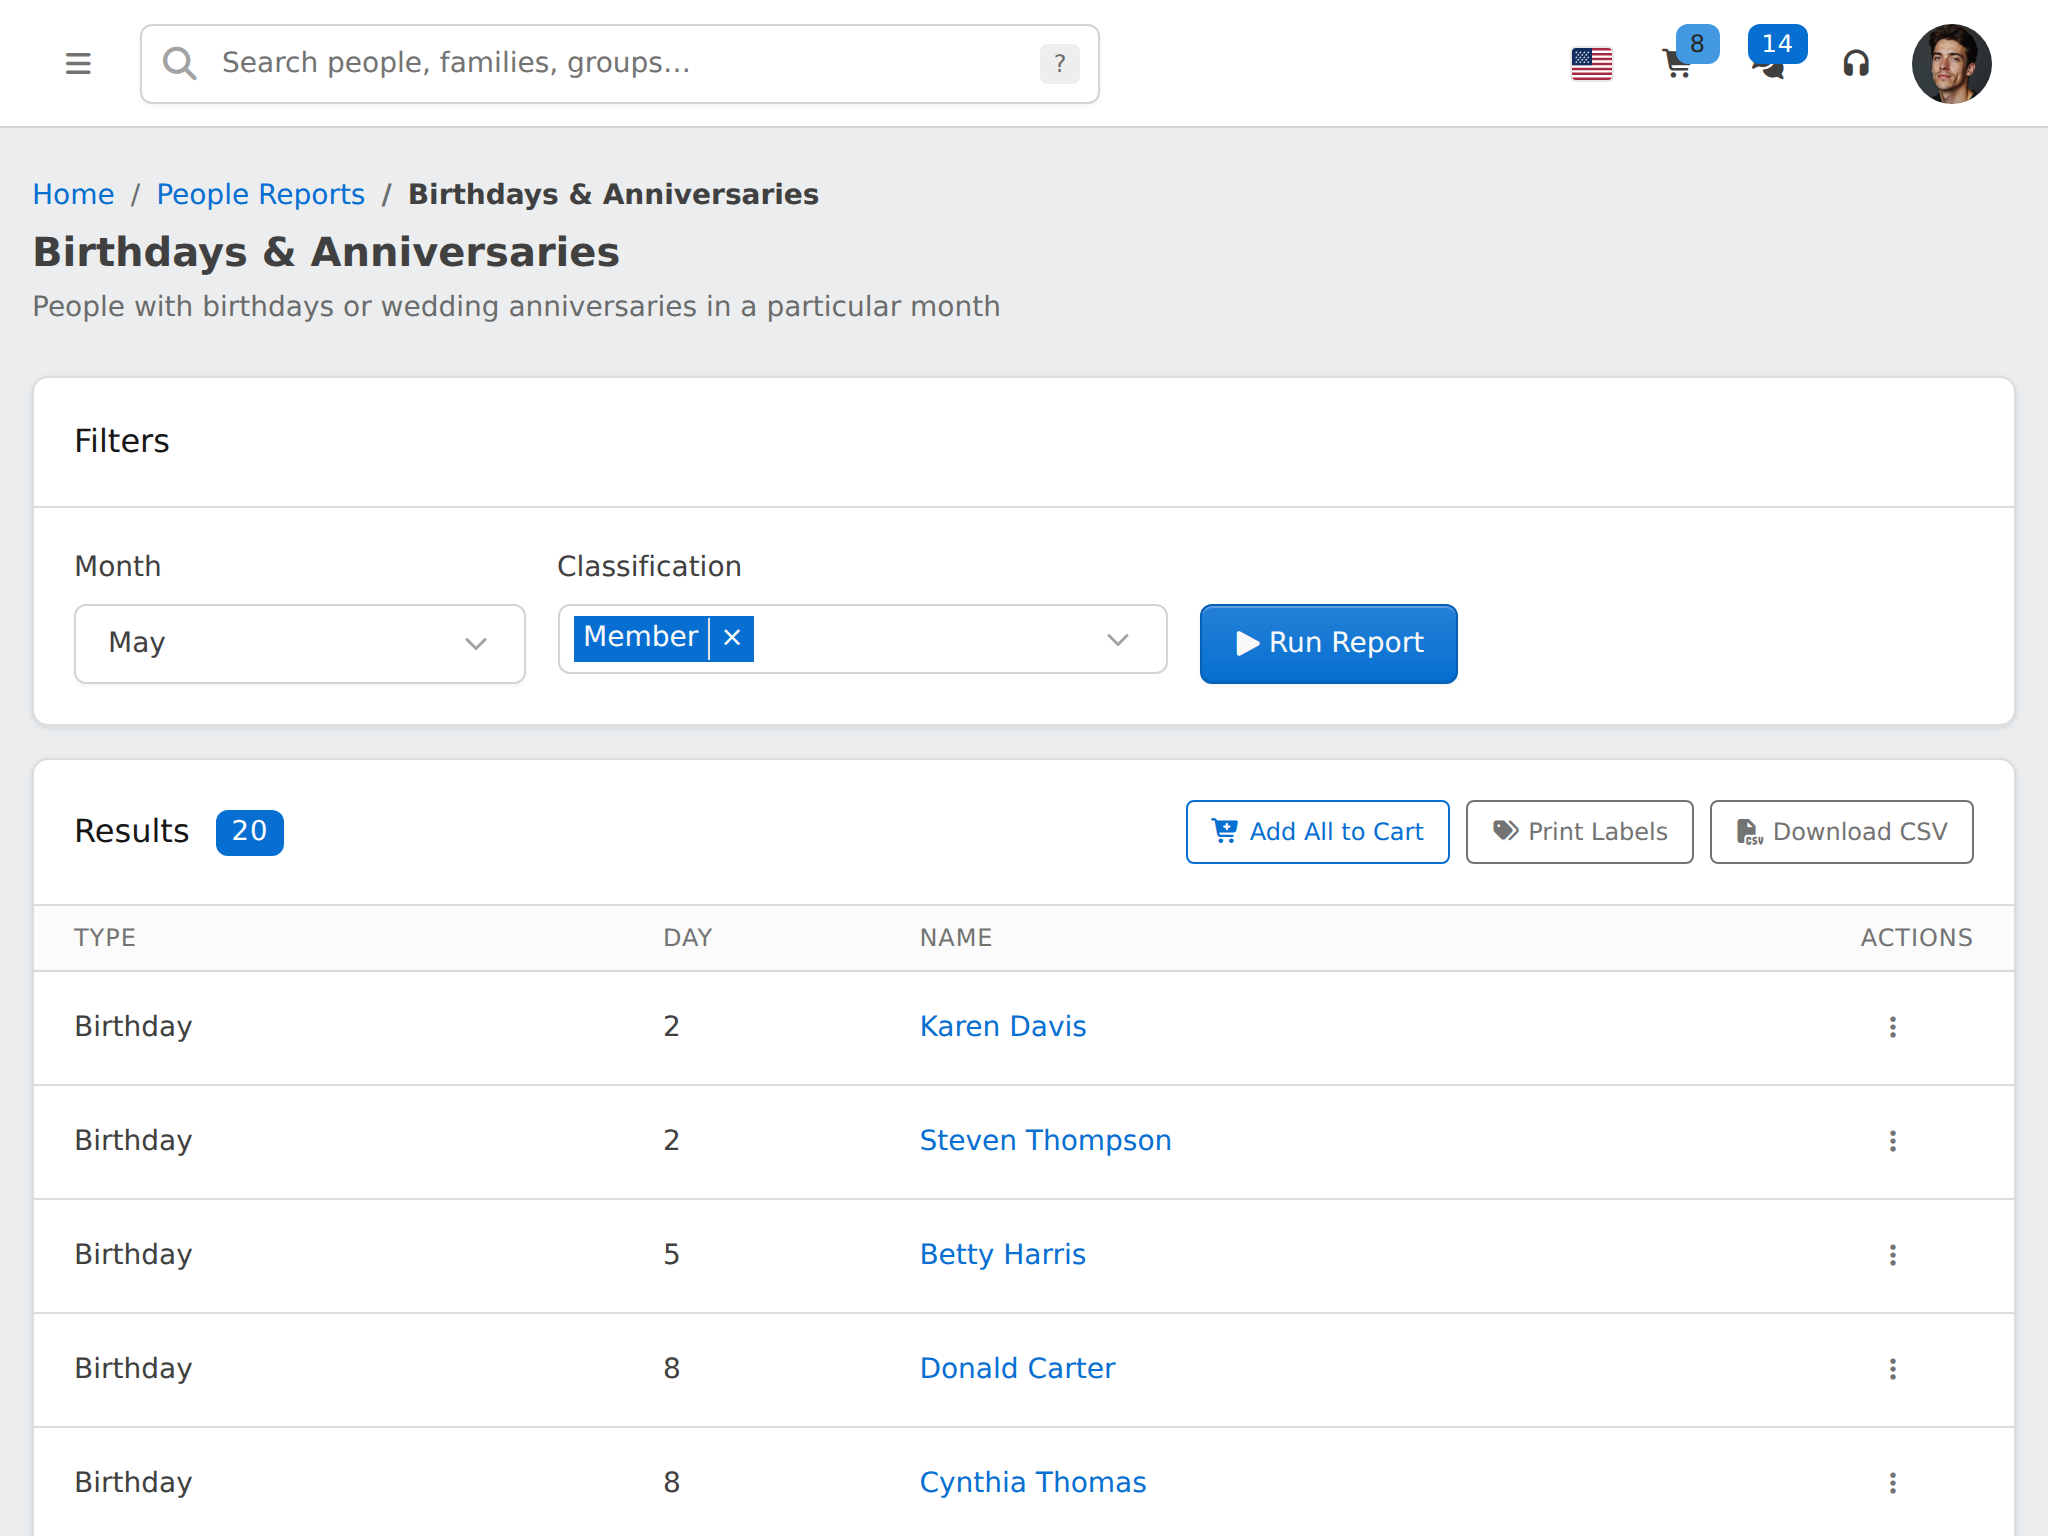 Search people, families, groups...
?
8
14
Home / People Reports / Birthdays & Anniversaries
Birthdays & Anniversaries
People with birthdays or wedding anniversaries in a particular month
Filters
Month
Classification
May
Member ×
Run Report
Results 20
Add All to Cart
Print Labels
CSV Download CSV
TYPE DAY NAME ACTIONS
Birthday 2 Karen Davis
Birthday 2 Steven Thompson
Birthday 5 Betty Harris
Birthday 8 Donald Carter
Birthday 8 Cynthia Thomas